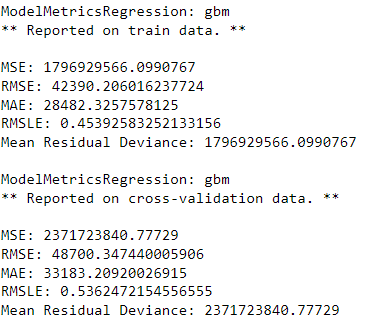 ModelMetricsRegression: gbm
** Reported on train data. **
MSE: 1796929566.0990767
RMSE: 42390.206016237724
MAE: 28482.3257578125
RMSLE: 0.45392583252133156
Mean Residual Deviance: 1796929566.0990767
ModelMetricsRegression: gbm
** Reported on cross-validation data. **
MSE: 2371723840.77729
RMSE: 48700.347440005906
MAE: 33183.20920026915
RMSLE: 0.5362472154556555
Mean Residual Deviance: 2371723840.77729